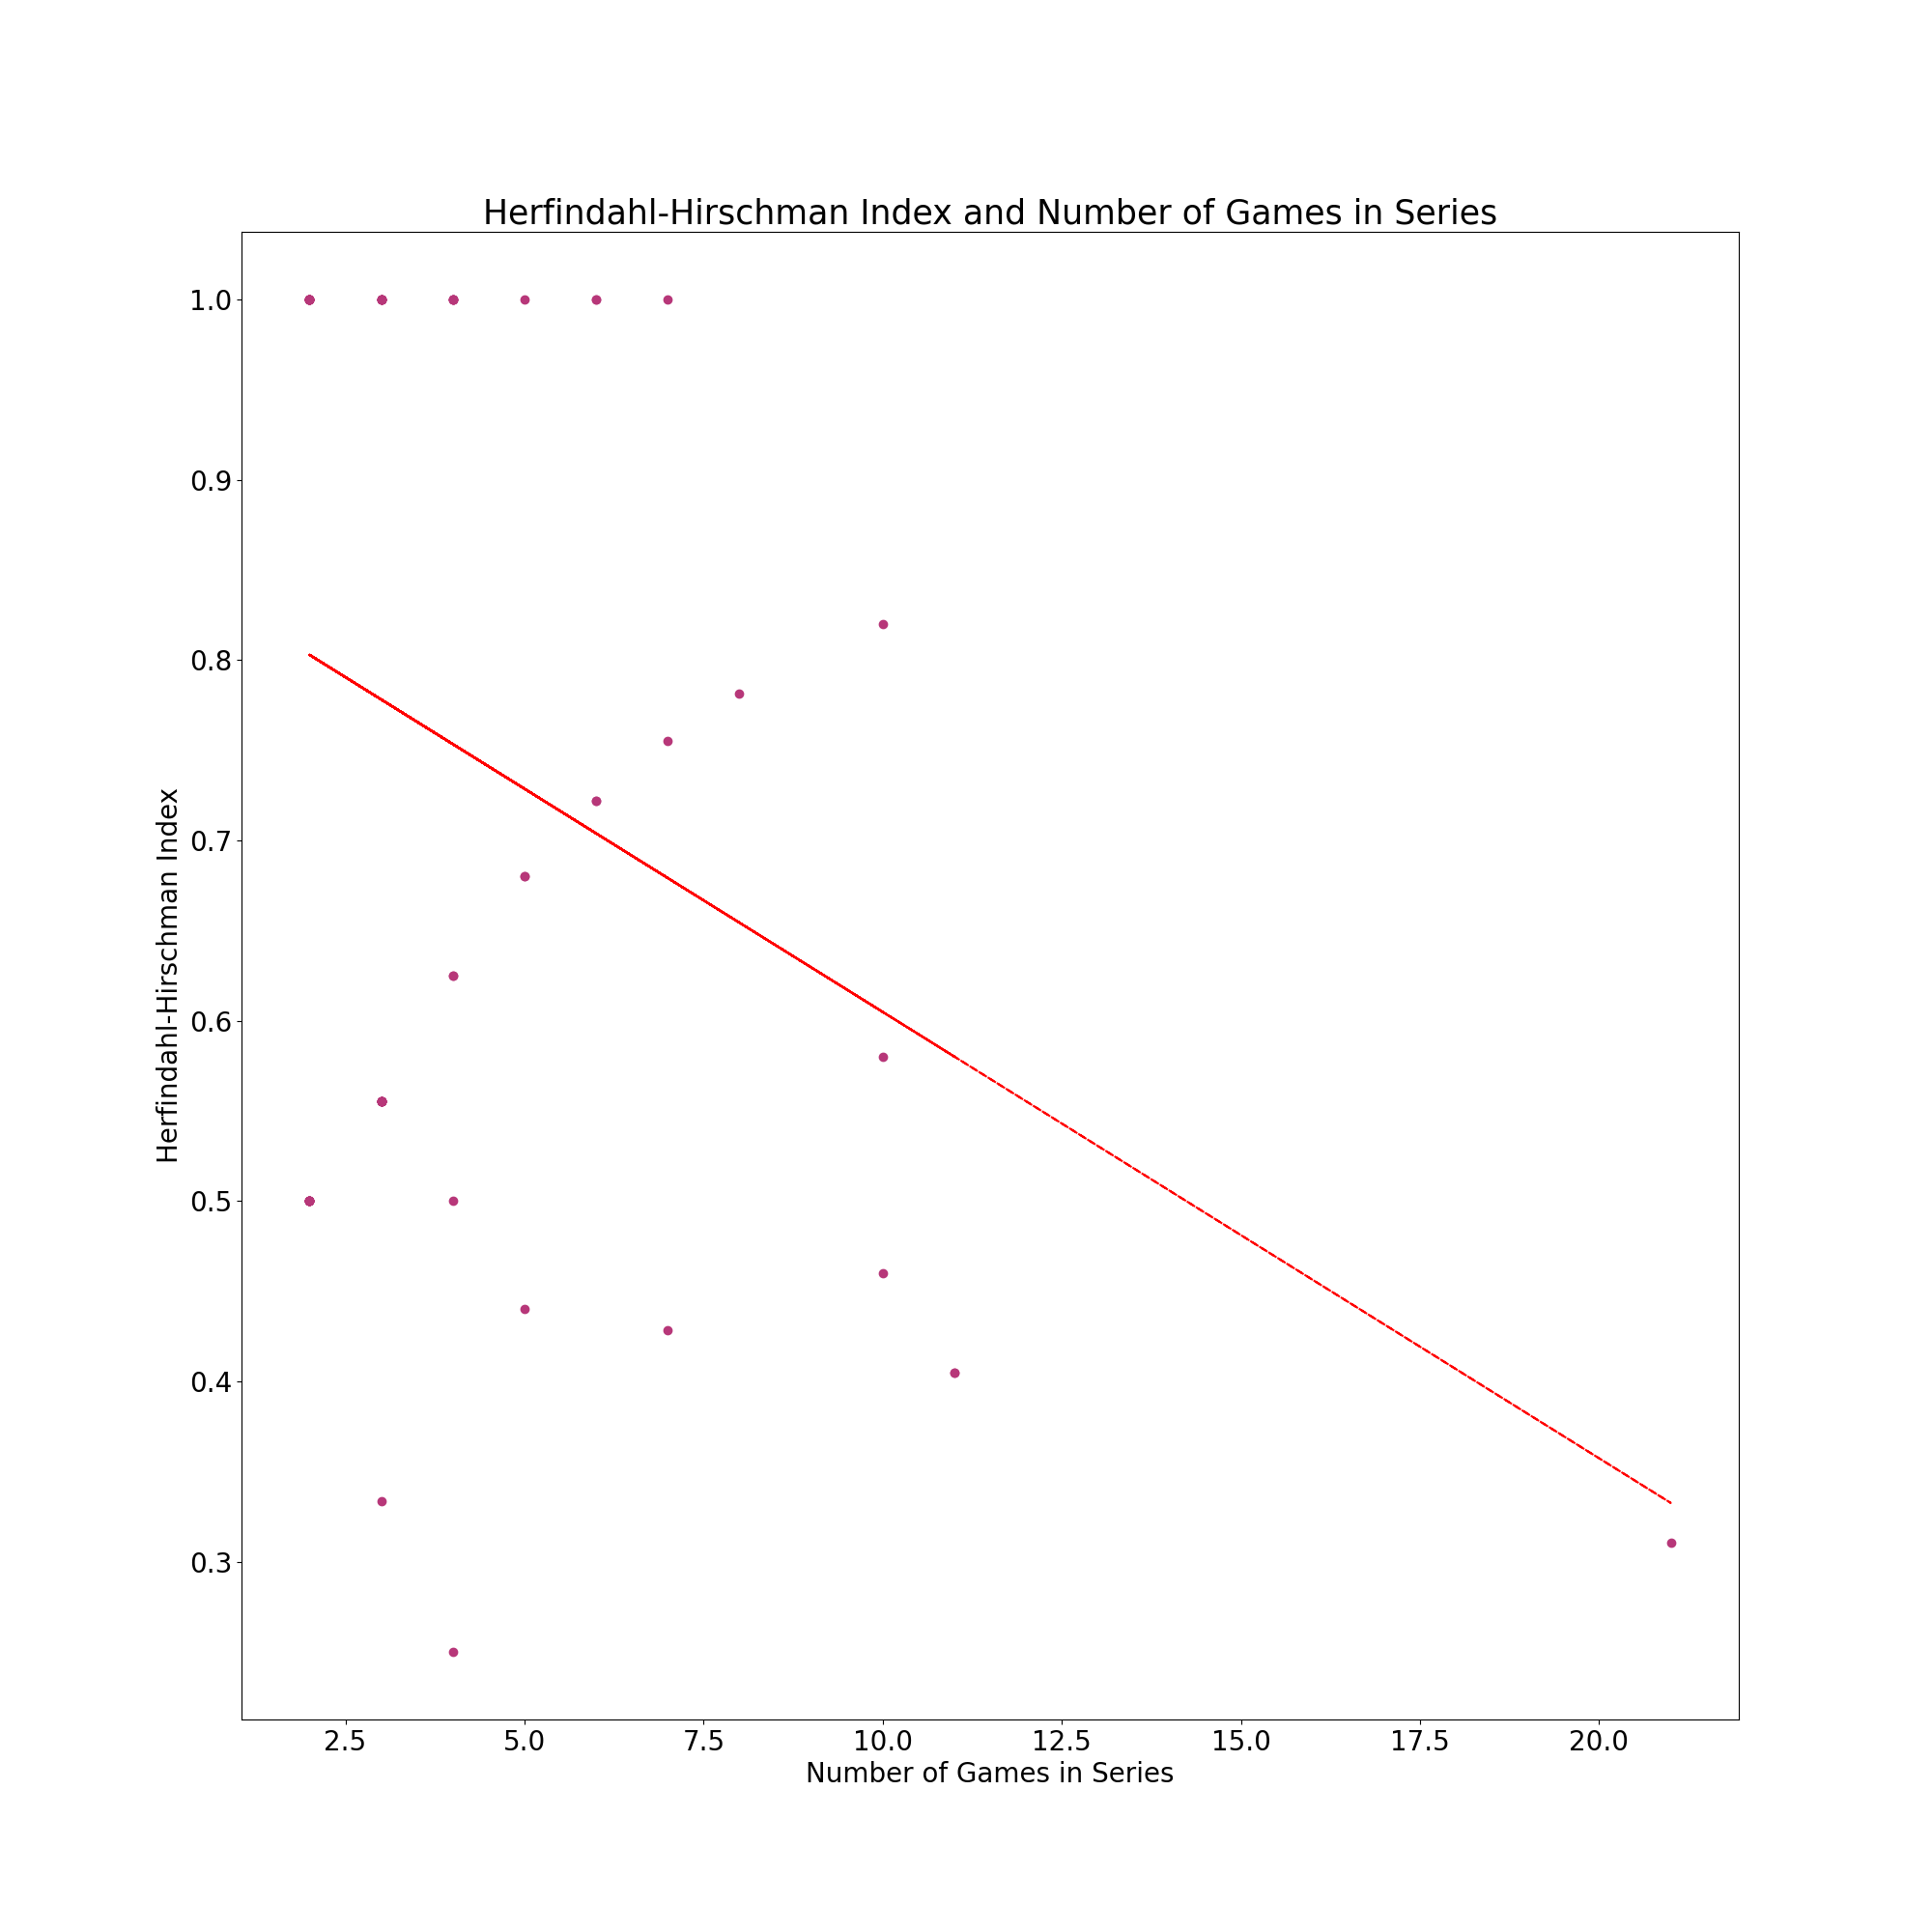 Herfindahl-Hirschman Index and Number of Games in Series
1.0
0.9
0.8
0.7
0.6
0.5
0.4
0.3
Herfindahl-Hirschman Index
2.5 5.0 7.5 10.0 12.5 15.0 17.5 20.0
Number of Games in Series